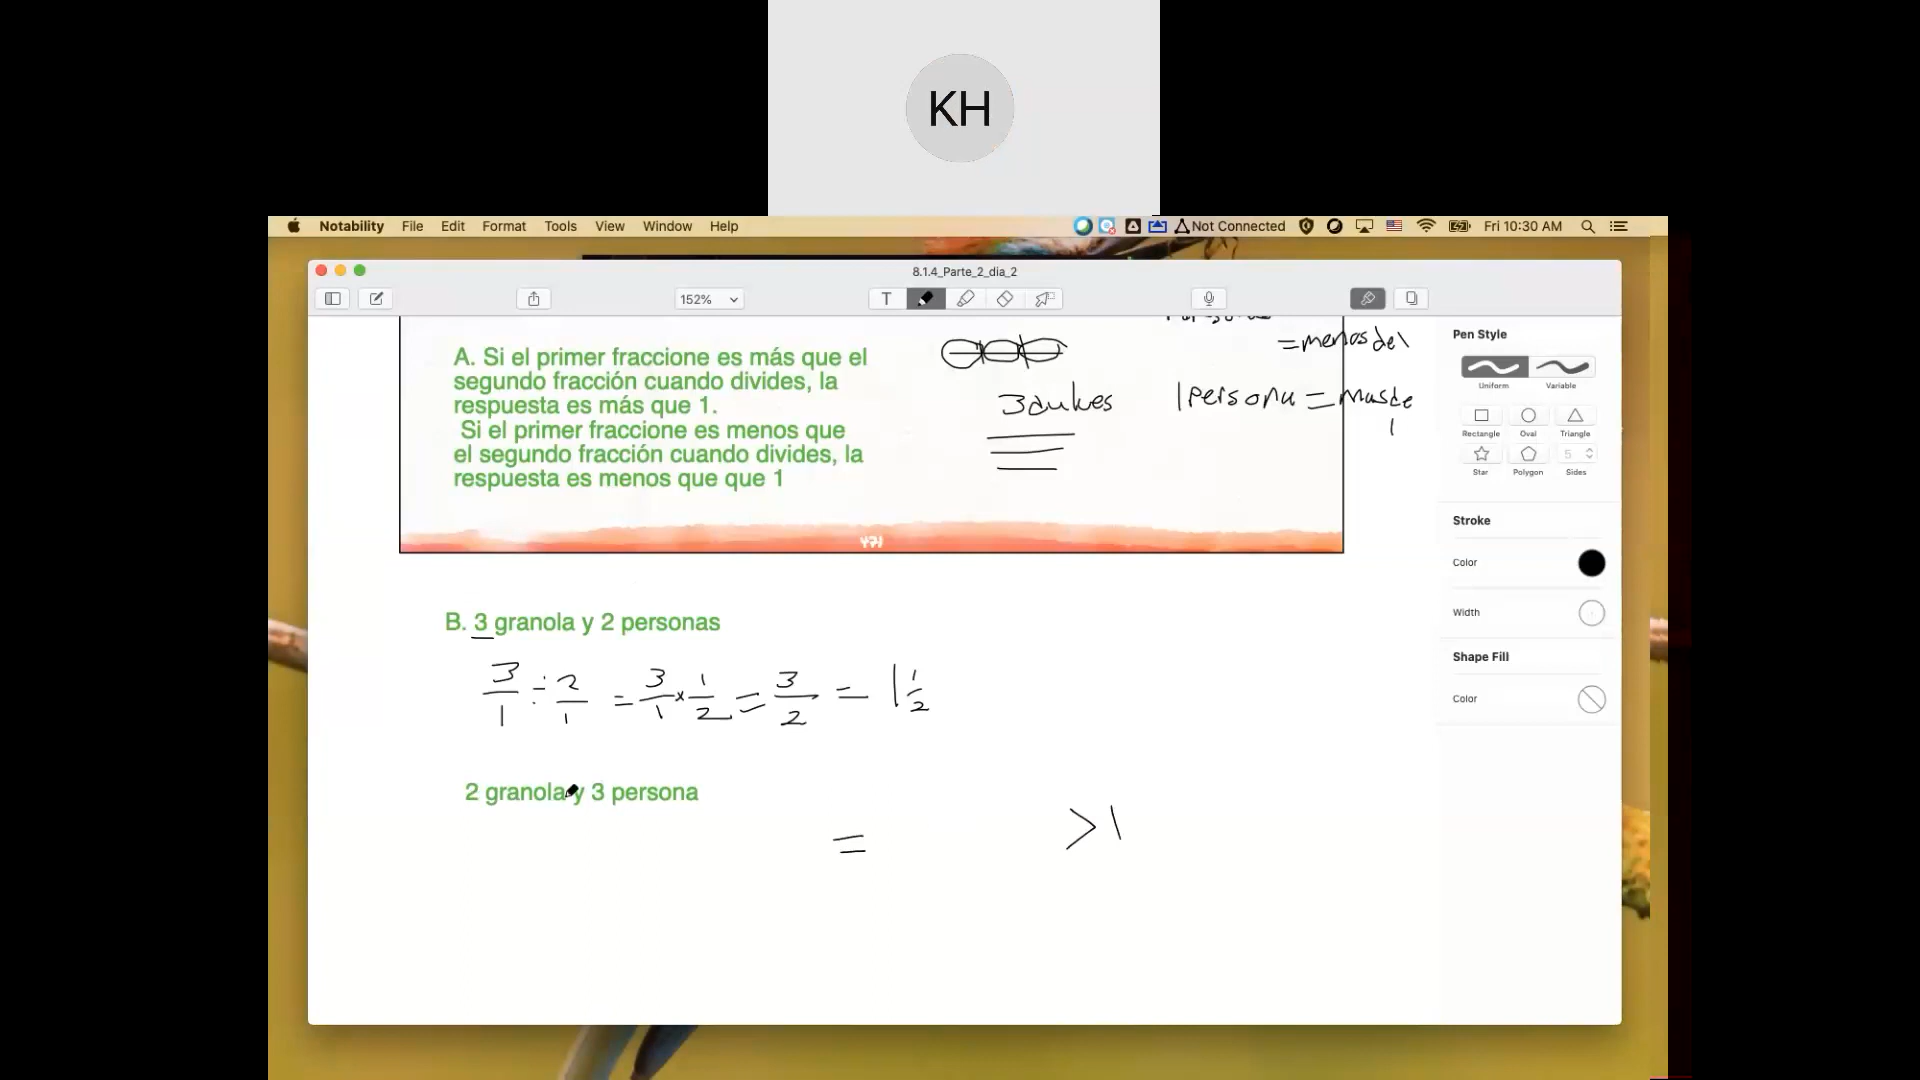 KH
Notability File Edit Format Tools View Window Help Not Connected Fri 10:30 AM
8.1.4_Parte_2_dia_2
152% T
Pen Style
Uniform Variable
Rectangle Oval Triangle
5
Star Polygon Sides
Stroke
Color
Width
Shape Fill
Color
= menos de 1
A. Si el primer fraccione es más que el
segundo fracción cuando divides, la
respuesta es más que 1.
Si el primer fraccione es menos que
el segundo fracción cuando divides, la
respuesta es menos que que 1
3 dulces
1 persona = mas de
1
471
B. 3 granola y 2 personas
3/1 ÷ 2/1 = 3/1 x 1/2 = 3/2 = 1 1/2
2 granola y 3 persona
= > 1